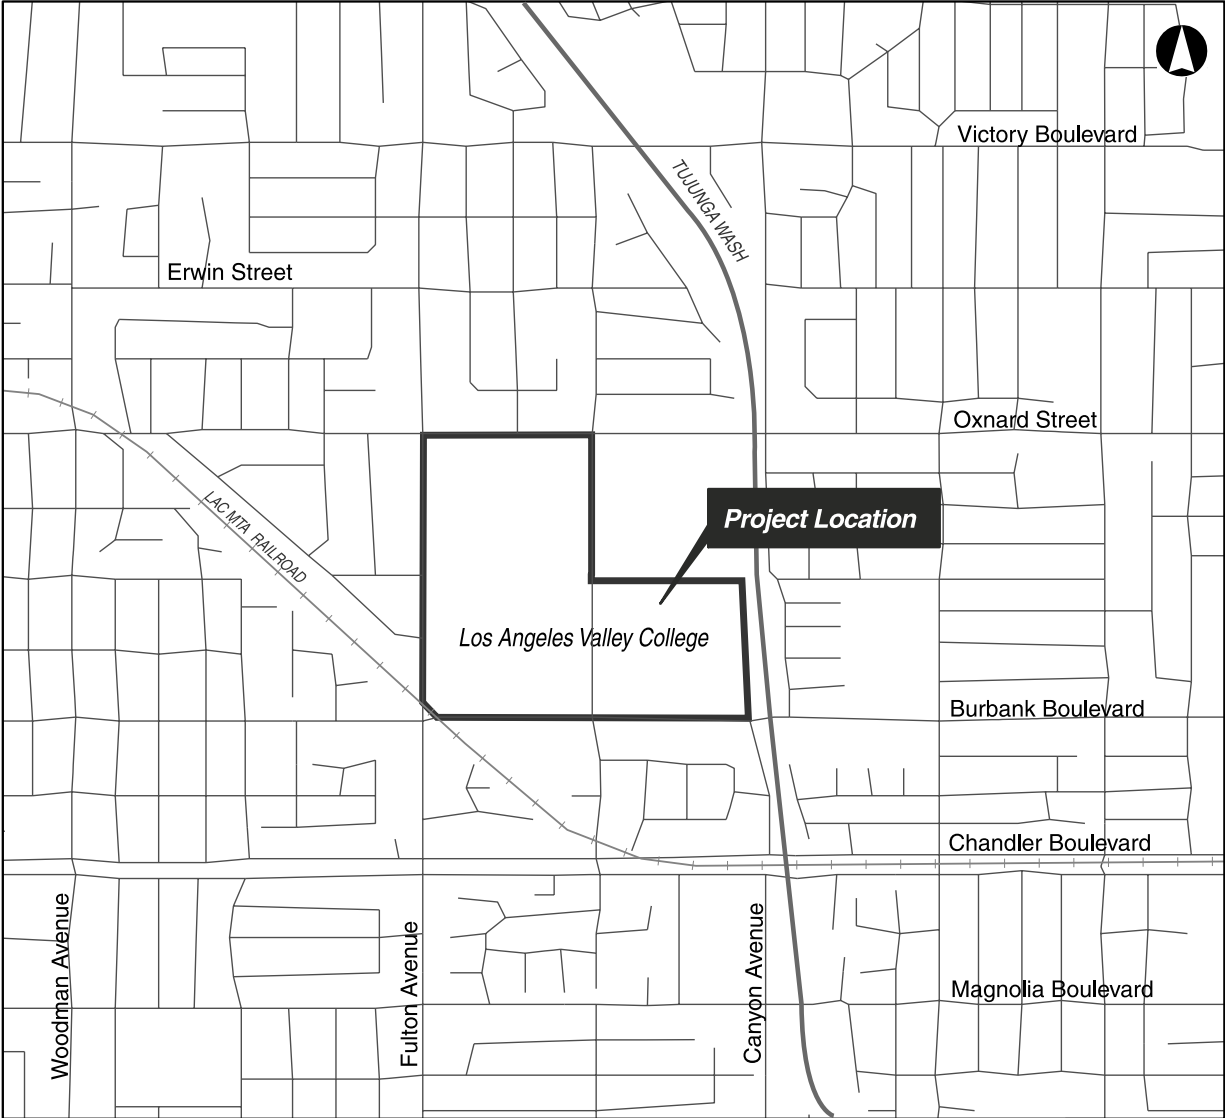 Victory Boulevard
TUJUNGA WASH
Erwin Street
Oxnard Street
Project Location
LAC MTA RAILROAD
Los Angeles Valley College
Burbank Boulevard
Chandler Boulevard
Woodman Avenue
Fulton Avenue
Canyon Avenue
Magnolia Boulevard